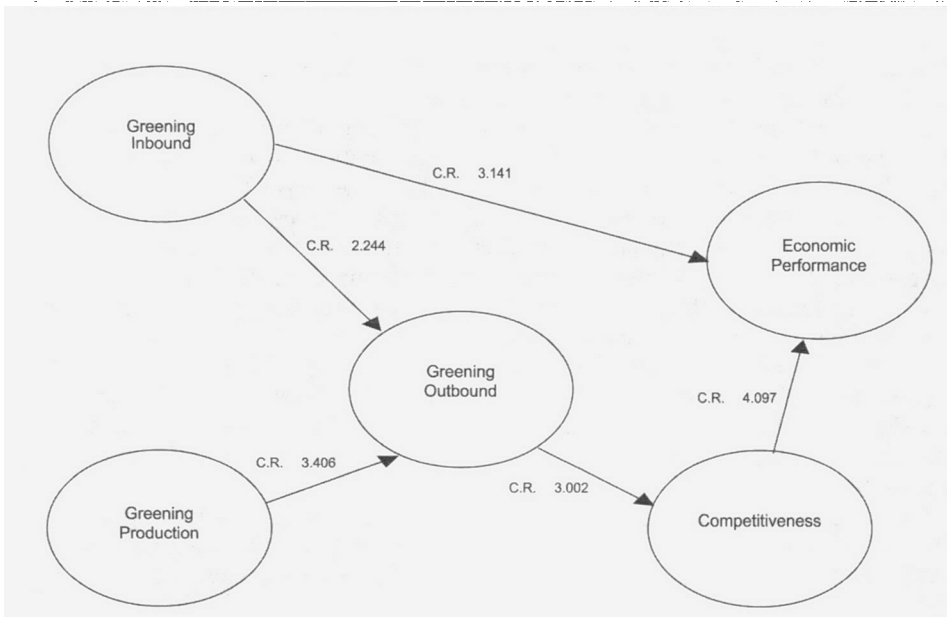 Greening
Inbound
C.R. 3.141
C.R. 2.244
Economic
Performance
Greening
Outbound
C.R. 4.097
C.R. 3.406
C.R. 3.002
Greening
Production
Competitiveness